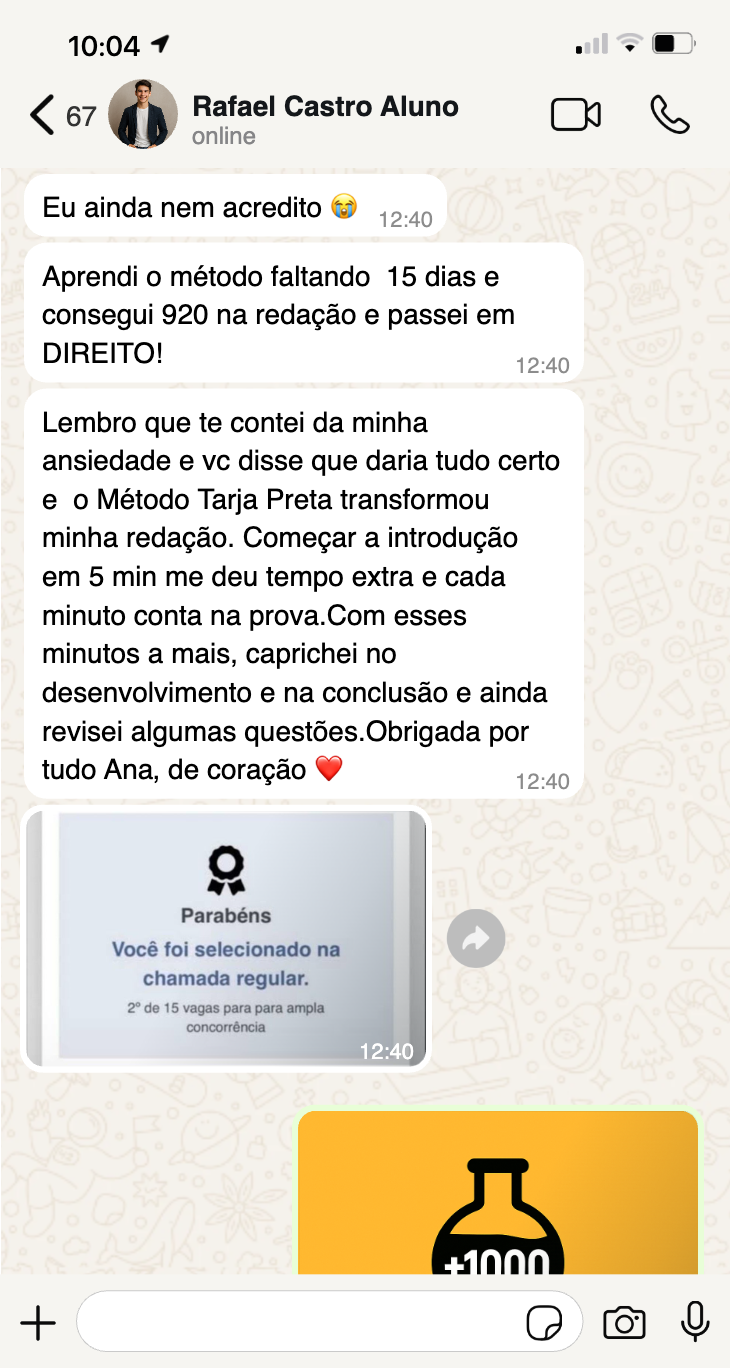 10:04
67
Rafael Castro Aluno
online
Eu ainda nem acredito 😭
12:40
Aprendi o método faltando  15 dias e
consegui 920 na redação e passei em
DIREITO!
12:40
Lembro que te contei da minha
ansiedade e vc disse que daria tudo certo
e  o Método Tarja Preta transformou
minha redação. Começar a introdução
em 5 min me deu tempo extra e cada
minuto conta na prova.Com esses
minutos a mais, caprichei no
desenvolvimento e na conclusão e ainda
revisei algumas questões.Obrigada por
tudo Ana, de coração ❤️
12:40
Parabéns
Você foi selecionado na
chamada regular.
2º de 15 vagas para para ampla
concorrência
12:40
+1000